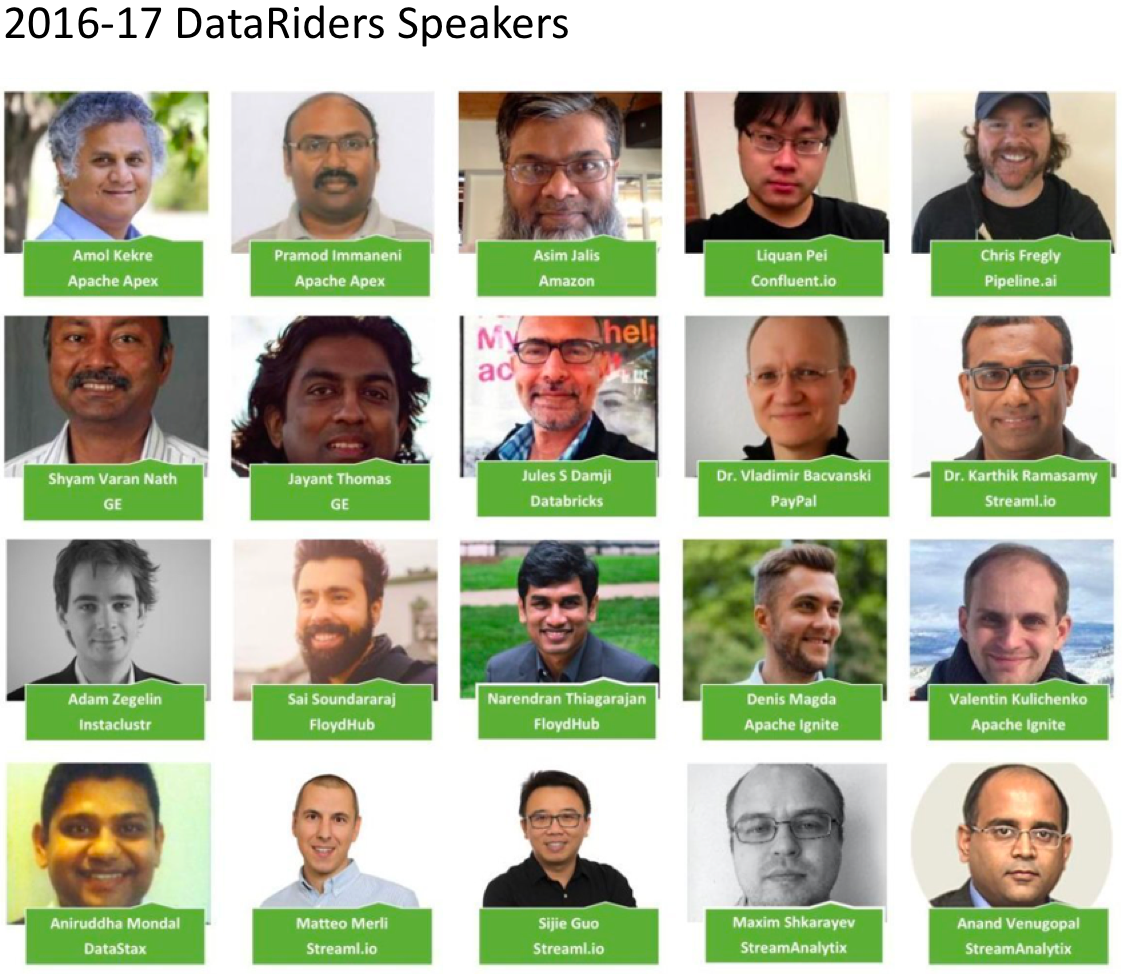 2016-17 DataRiders Speakers
Amol Kekre
Apache Apex
Pramod Immaneni
Apache Apex
Asim Jalis
Amazon
Liquan Pei
Confluent.io
Chris Fregly
Pipeline.ai
My help
ac
Shyam Varan Nath
GE
Jayant Thomas
GE
Jules S Damji
Databricks
Dr. Vladimir Bacvanski
PayPal
Dr. Karthik Ramasamy
Streaml.io
Adam Zegelin
Instaclustr
Sai Soundararaj
FloydHub
Narendran Thiagarajan
FloydHub
Denis Magda
Apache Ignite
Valentin Kulichenko
Apache Ignite
Aniruddha Mondal
DataStax
Matteo Merli
Streaml.io
Sijie Guo
Streaml.io
Maxim Shkarayev
StreamAnalytix
Anand Venugopal
StreamAnalytix